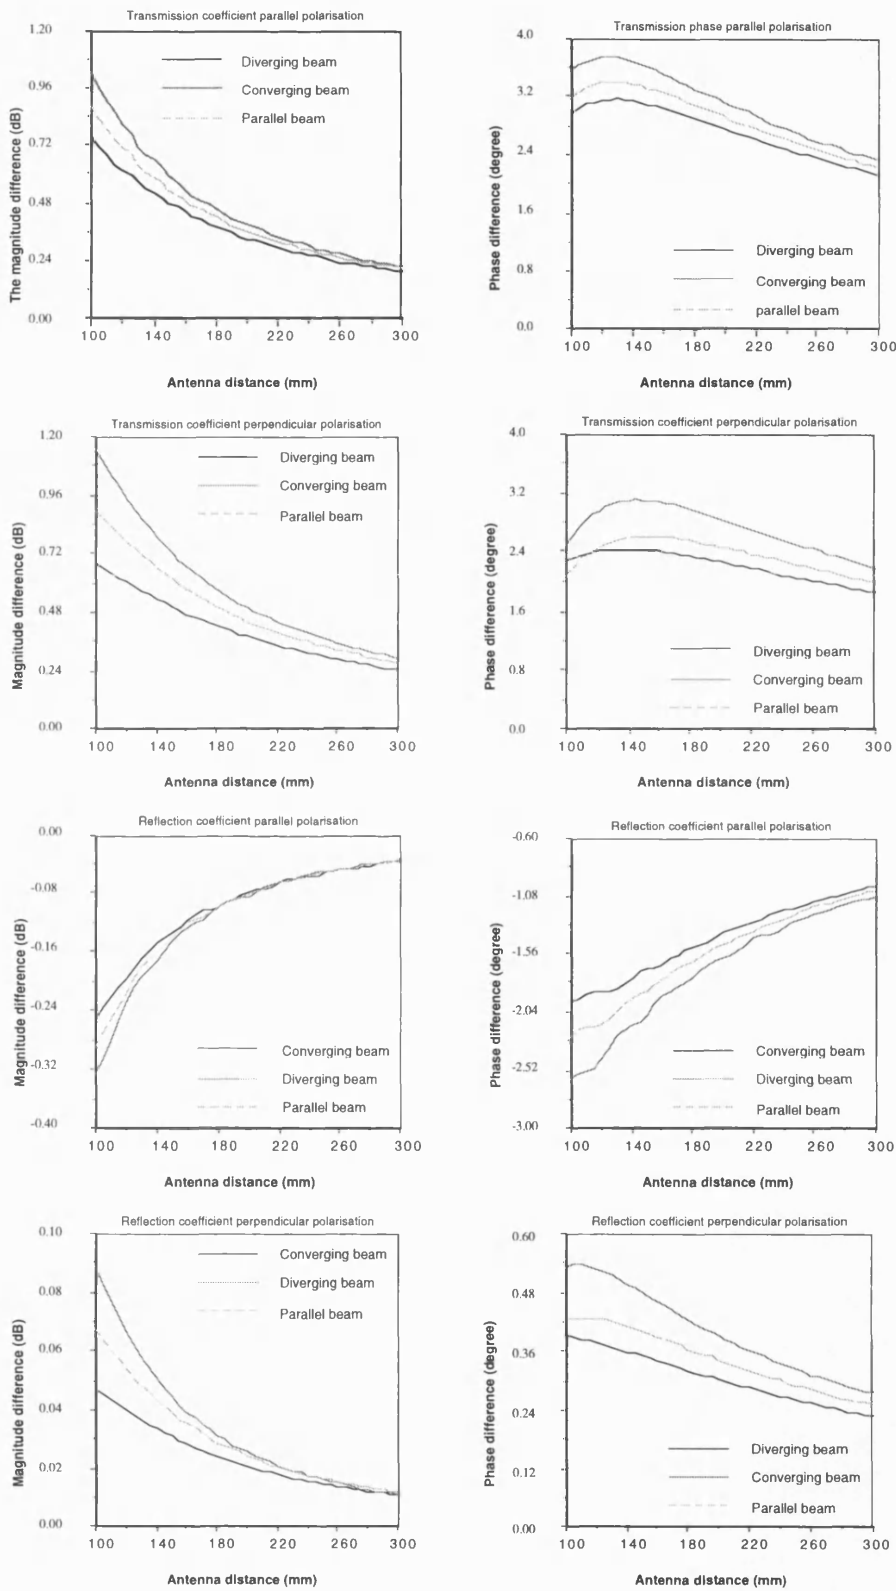 Transmission coefficient parallel polarisation
1.20
0.96
0.72
0.48
0.24
0.00
The magnitude difference (dB)
Diverging beam
Converging beam
Parallel beam
100 140 180 220 260 300
Antenna distance (mm)
Transmission phase parallel polarisation
4.0
3.2
2.4
1.6
0.8
0.0
Phase difference (degree)
Diverging beam
Converging beam
parallel beam
100 140 180 220 260 300
Antenna distance (mm)
Transmission coefficient perpendicular polarisation
1.20
0.96
0.72
0.48
0.24
0.00
Magnitude difference (dB)
Diverging beam
Converging beam
Parallel beam
100 140 180 220 260 300
Antenna distance (mm)
Transmission coefficient perpendicular polarisation
4.0
3.2
2.4
1.6
0.8
0.0
Phase difference (degree)
Diverging beam
Converging beam
Parallel beam
100 140 180 220 260 300
Antenna distance (mm)
Reflection coefficient parallel polarisation
0.00
-0.08
-0.16
-0.24
-0.32
-0.40
Magnitude difference (dB)
Converging beam
Diverging beam
Parallel beam
100 140 180 220 260 300
Antenna distance (mm)
Reflection coefficient parallel polarisation
-0.60
-1.08
-1.56
-2.04
-2.52
-3.00
Phase difference (degree)
Converging beam
Diverging beam
Parallel beam
100 140 180 220 260 300
Antenna distance (mm)
Reflection coefficient perpendicular polarisation
0.10
0.08
0.06
0.04
0.02
0.00
Magnitude difference (dB)
Converging beam
Diverging beam
Parallel beam
100 140 180 220 260 300
Antenna distance (mm)
Reflection coefficient perpendicular polarisation
0.60
0.48
0.36
0.24
0.12
0.00
Phase difference (degree)
Diverging beam
Converging beam
Parallel beam
100 140 180 220 260 300
Antenna distance (mm)